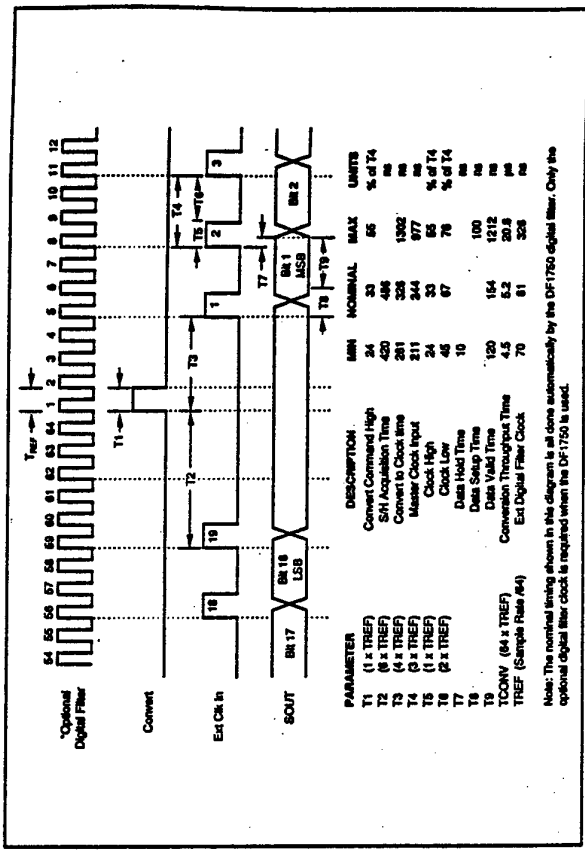 54 55 56 57 58 59 60 61 62 63 64 1 2 3 4 5 6 7 8 9 10 11 12
*Optional
Digital Filter
TREF
Convert
T1
T2
T3
T4
T5
T6
Ext Clk In
18 19 1 2 3
T7
SOUT
Bit 17
Bit 18
LSB
Bit 1
MSB
Bit 2
T8
T9
PARAMETER DESCRIPTION MIN NOMINAL MAX UNITS
T1 (1 x TREF) Convert Command High 24 33 55 % of T4
T2 (6 x TREF) S/H Acquisition Time 420 486 ns
T3 (4 x TREF) Convert to Clock time 281 326 1302 ns
T4 (3 x TREF) Master Clock Input 211 244 977 ns
T5 (1 x TREF) Clock High 24 33 55 % of T4
T6 (2 x TREF) Clock Low 45 67 76 % of T4
T7 Data Hold Time 10 ns
T8 Data Setup Time 100 ns
T9 Data Valid Time 120 154 1212 ns
TCONV (64 x TREF) Conversion Throughput Time 4.5 5.2 20.8 µs
TREF (Sample Rate /64) Ext Digital Filter Clock 70 81 326 ns
Note: The nominal timing shown in this diagram is all done automatically by the DF1750 digital filter. Only the
optional digital filter clock is required when the DF1750 is used.